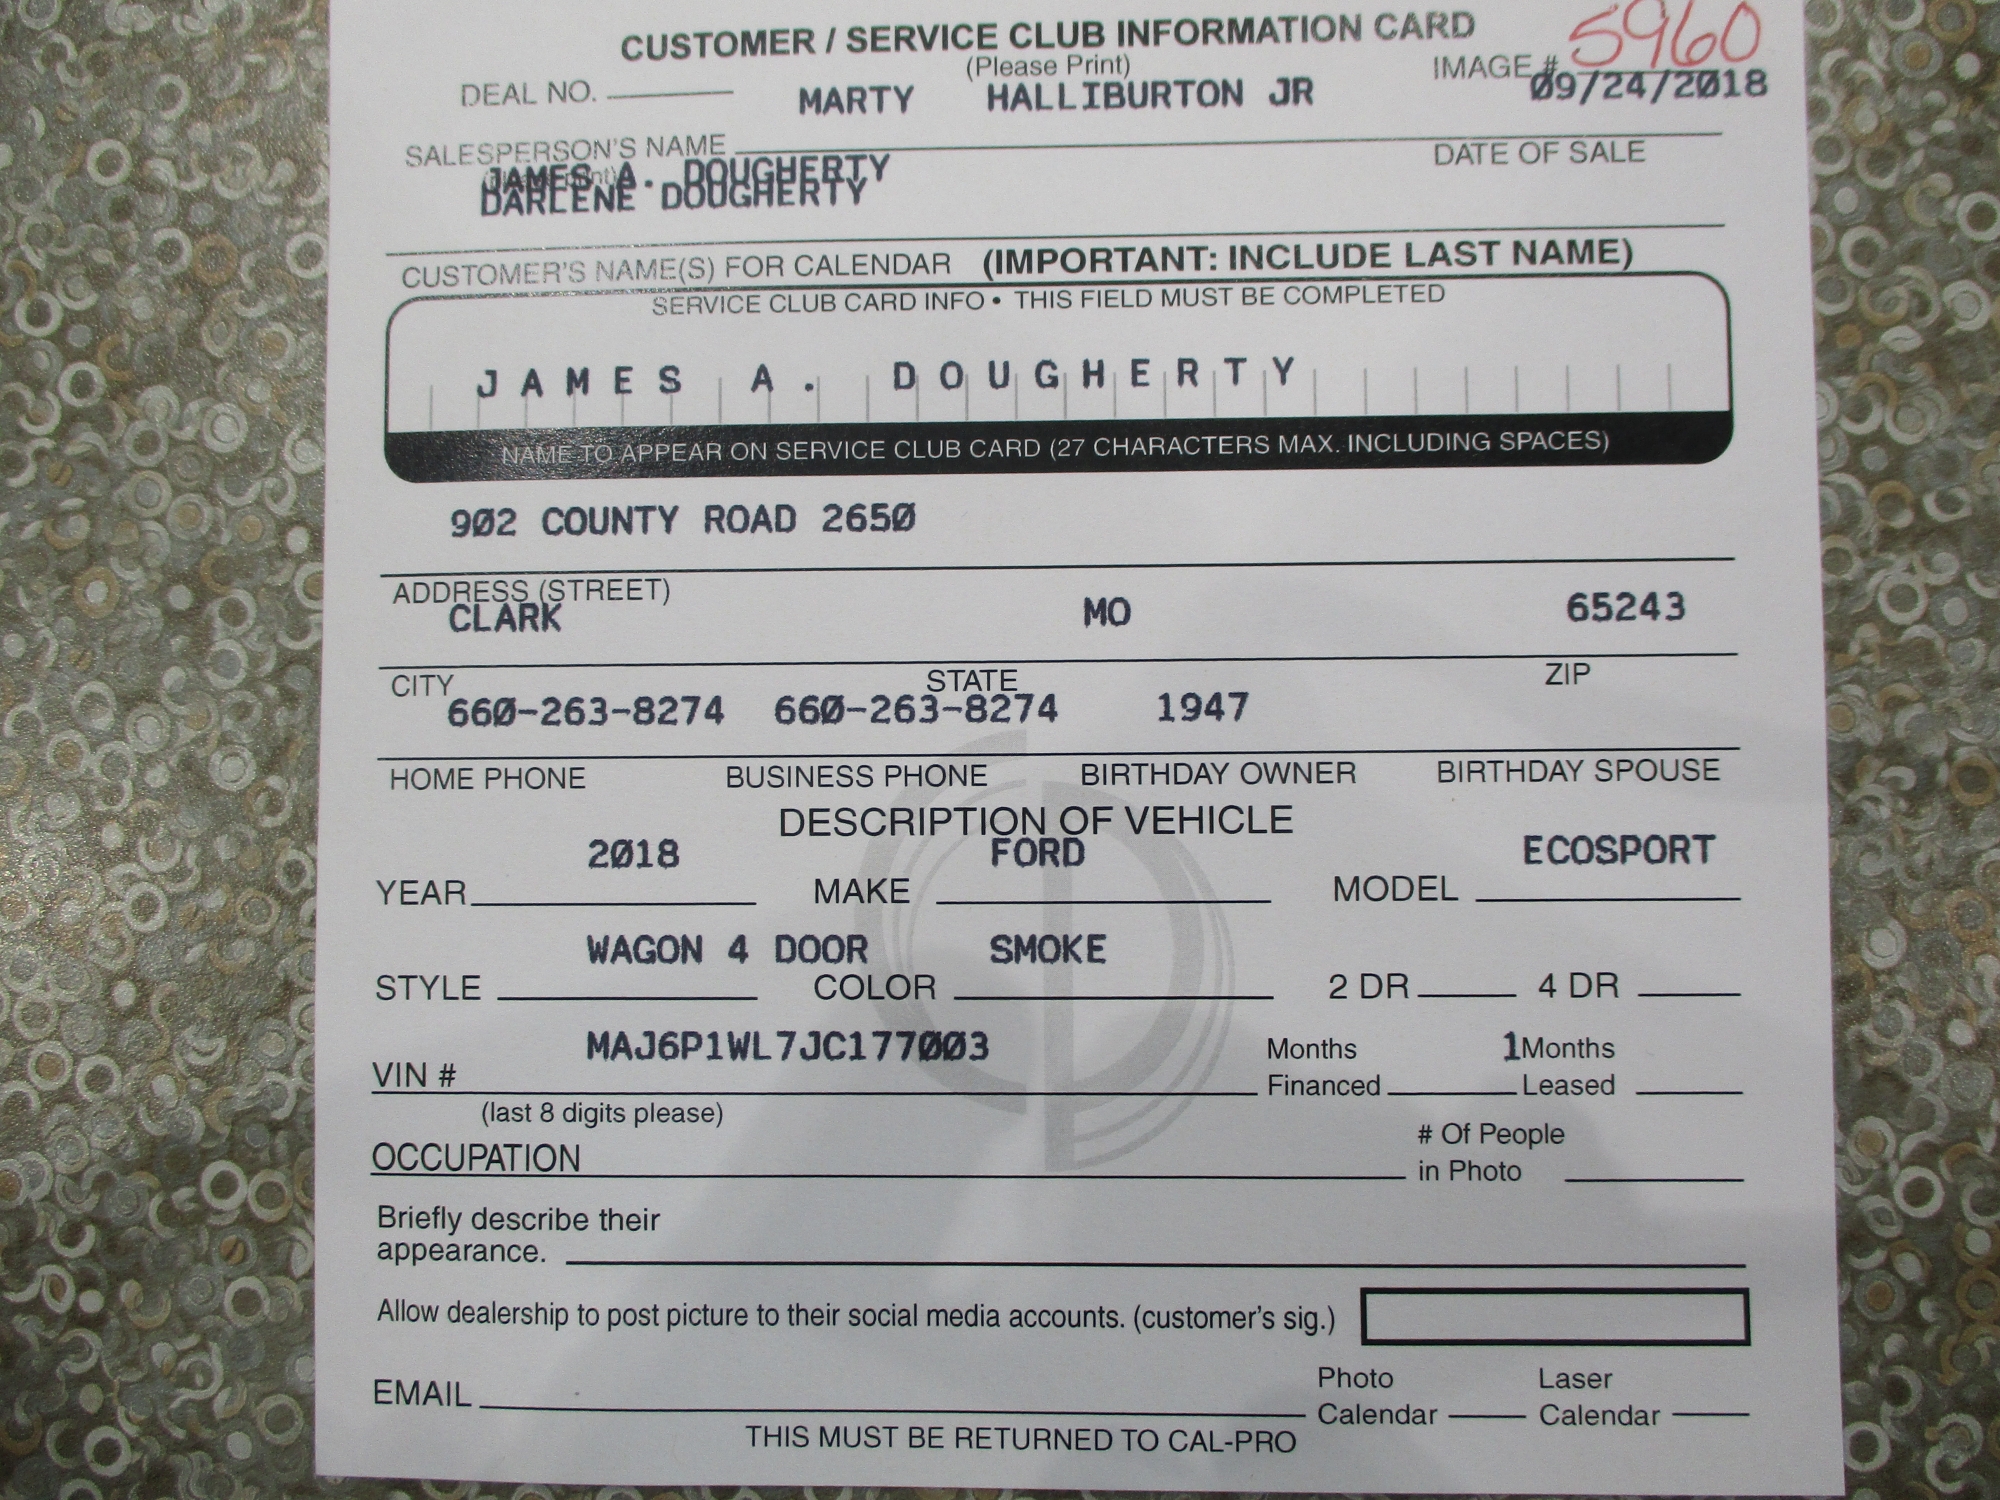 CUSTOMER / SERVICE CLUB INFORMATION CARD
(Please Print)
IMAGE # 5960
DEAL NO.
MARTY HALLIBURTON JR 09/24/2018
SALESPERSON'S NAME DATE OF SALE
JAMES A. DOUGHERTY
DARLENE DOUGHERTY
CUSTOMER'S NAME(S) FOR CALENDAR (IMPORTANT: INCLUDE LAST NAME)
SERVICE CLUB CARD INFO • THIS FIELD MUST BE COMPLETED
JAMES A. DOUGHERTY
NAME TO APPEAR ON SERVICE CLUB CARD (27 CHARACTERS MAX. INCLUDING SPACES)
902 COUNTY ROAD 2650
ADDRESS (STREET)
CLARK MO 65243
CITY STATE ZIP
660-263-8274 660-263-8274 1947
HOME PHONE BUSINESS PHONE BIRTHDAY OWNER BIRTHDAY SPOUSE
DESCRIPTION OF VEHICLE
2018 FORD ECOSPORT
YEAR MAKE MODEL
WAGON 4 DOOR SMOKE
STYLE COLOR 2 DR 4 DR
MAJ6P1WL7JC177003
VIN # Months Financed 1 Months Leased
(last 8 digits please)
OCCUPATION # Of People in Photo
Briefly describe their
appearance.
Allow dealership to post picture to their social media accounts. (customer's sig.)
EMAIL Photo Calendar Laser Calendar
THIS MUST BE RETURNED TO CAL-PRO